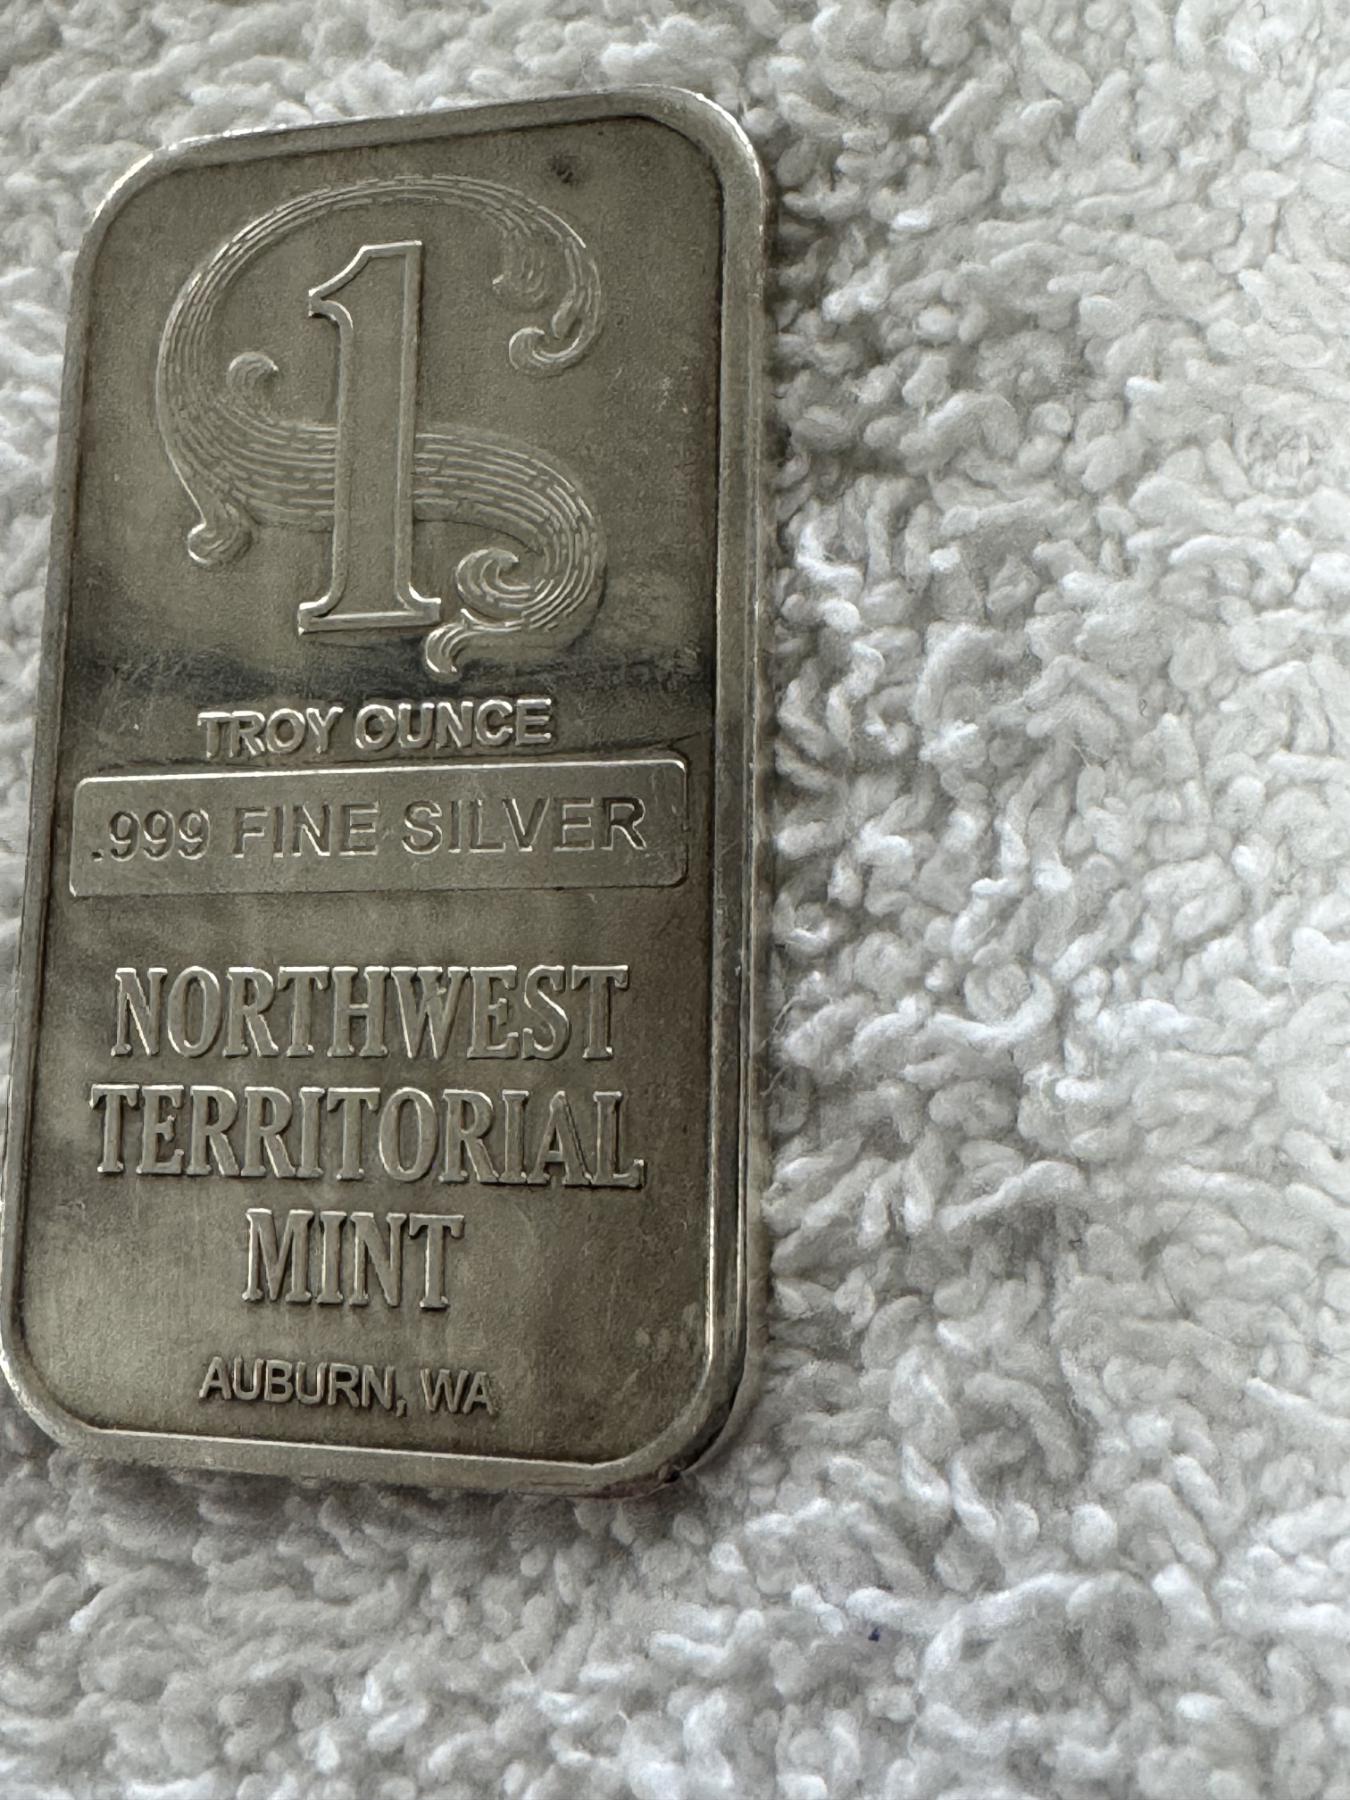 1
TROY OUNCE
.999 FINE SILVER
NORTHWEST
TERRITORIAL
MINT
AUBURN, WA